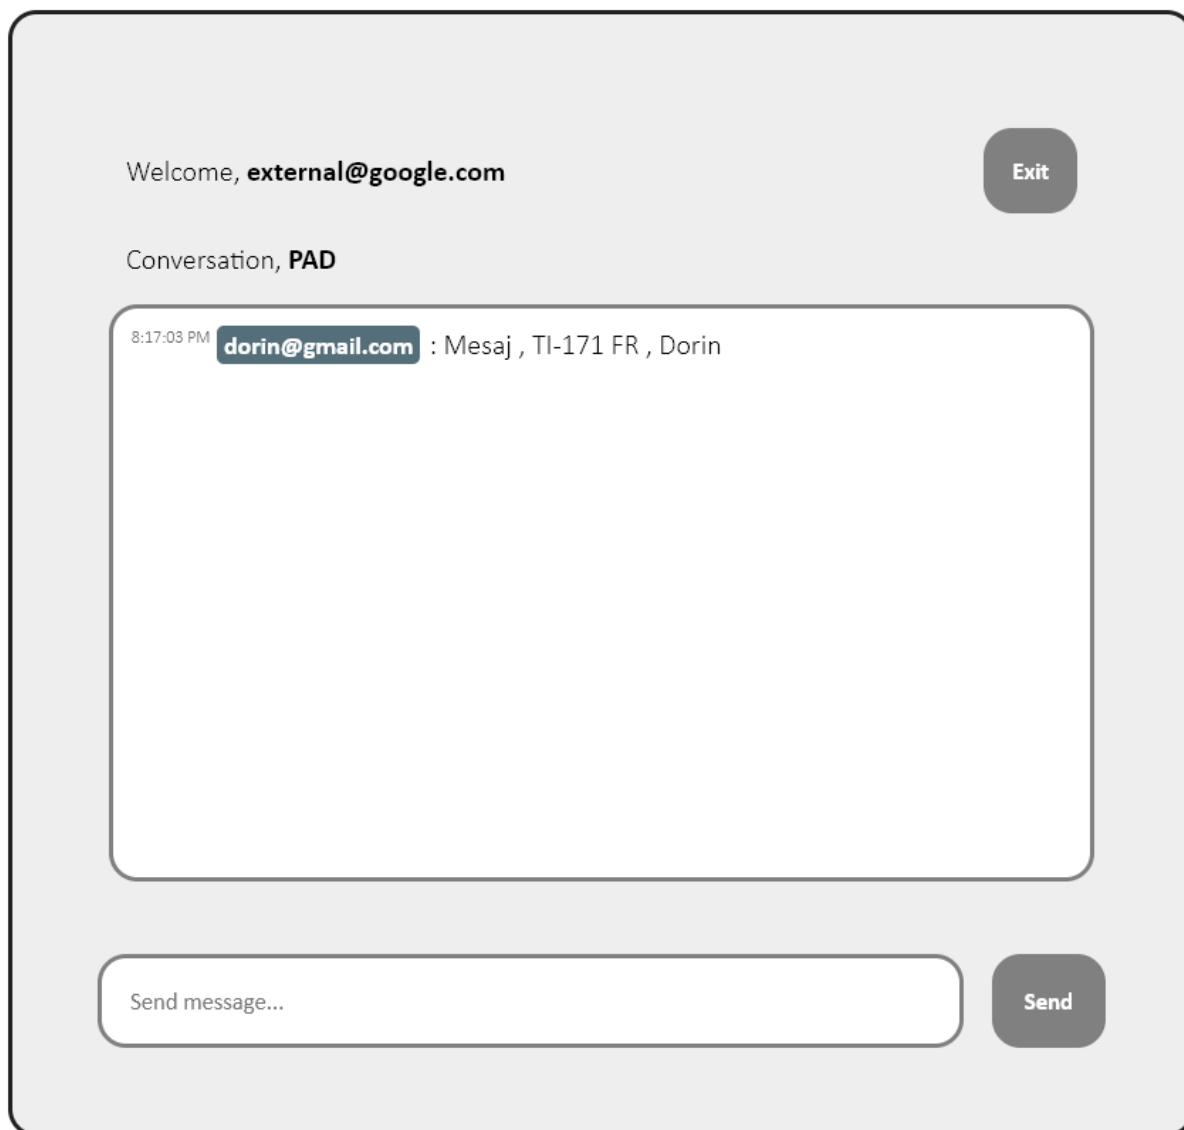 Welcome, external@google.com
Exit
Conversation, PAD
8:17:03 PM dorin@gmail.com : Mesaj , TI-171 FR , Dorin
Send message...
Send